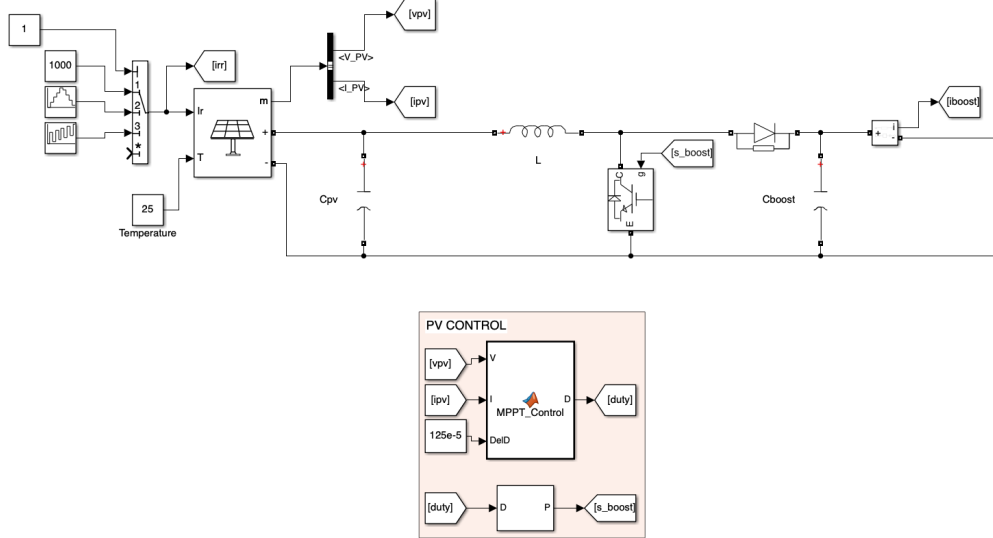 [vpv]
1
<V_PV>
1000
[irr]
1
<I_PV>
[ipv]
[iboost]
2
Ir
m
3
+
i
+
-
*
T
-
L
C
g
[s_boost]
E
25
Temperature
Cpv
Cboost
PV CONTROL
[vpv]
V
[ipv]
I
D
[duty]
MPPT_Control
125e-5
DelD
[duty]
D
P
[s_boost]